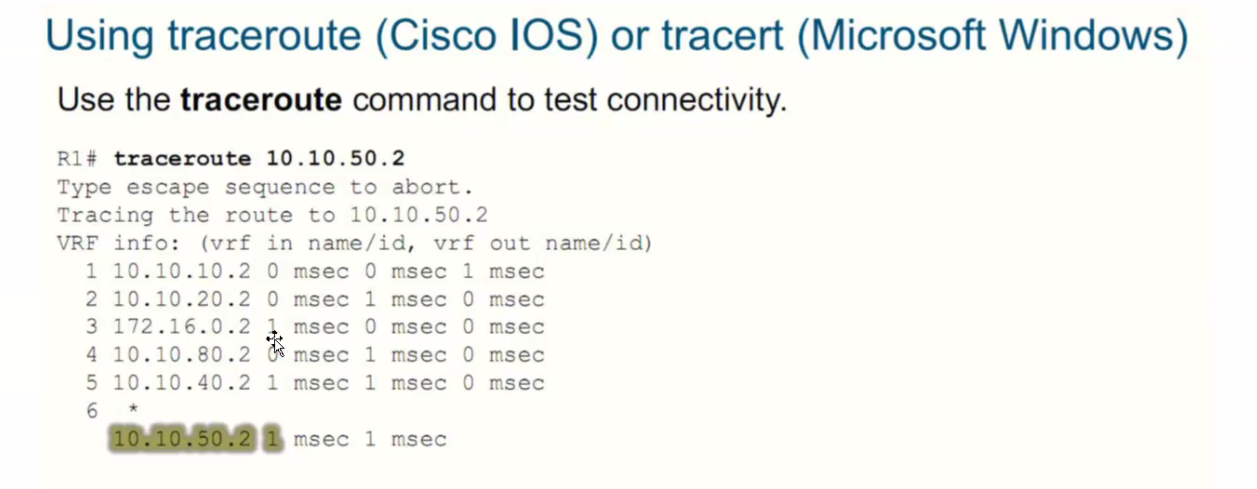 Using traceroute (Cisco IOS) or tracert (Microsoft Windows)
Use the traceroute command to test connectivity.
R1# traceroute 10.10.50.2
Type escape sequence to abort.
Tracing the route to 10.10.50.2
VRF info: (vrf in name/id, vrf out name/id)
1 10.10.10.2 0 msec 0 msec 1 msec
2 10.10.20.2 0 msec 1 msec 0 msec
3 172.16.0.2 1 msec 0 msec 0 msec
4 10.10.80.2 0 msec 1 msec 0 msec
5 10.10.40.2 1 msec 1 msec 0 msec
6 *
10.10.50.2 1 msec 1 msec